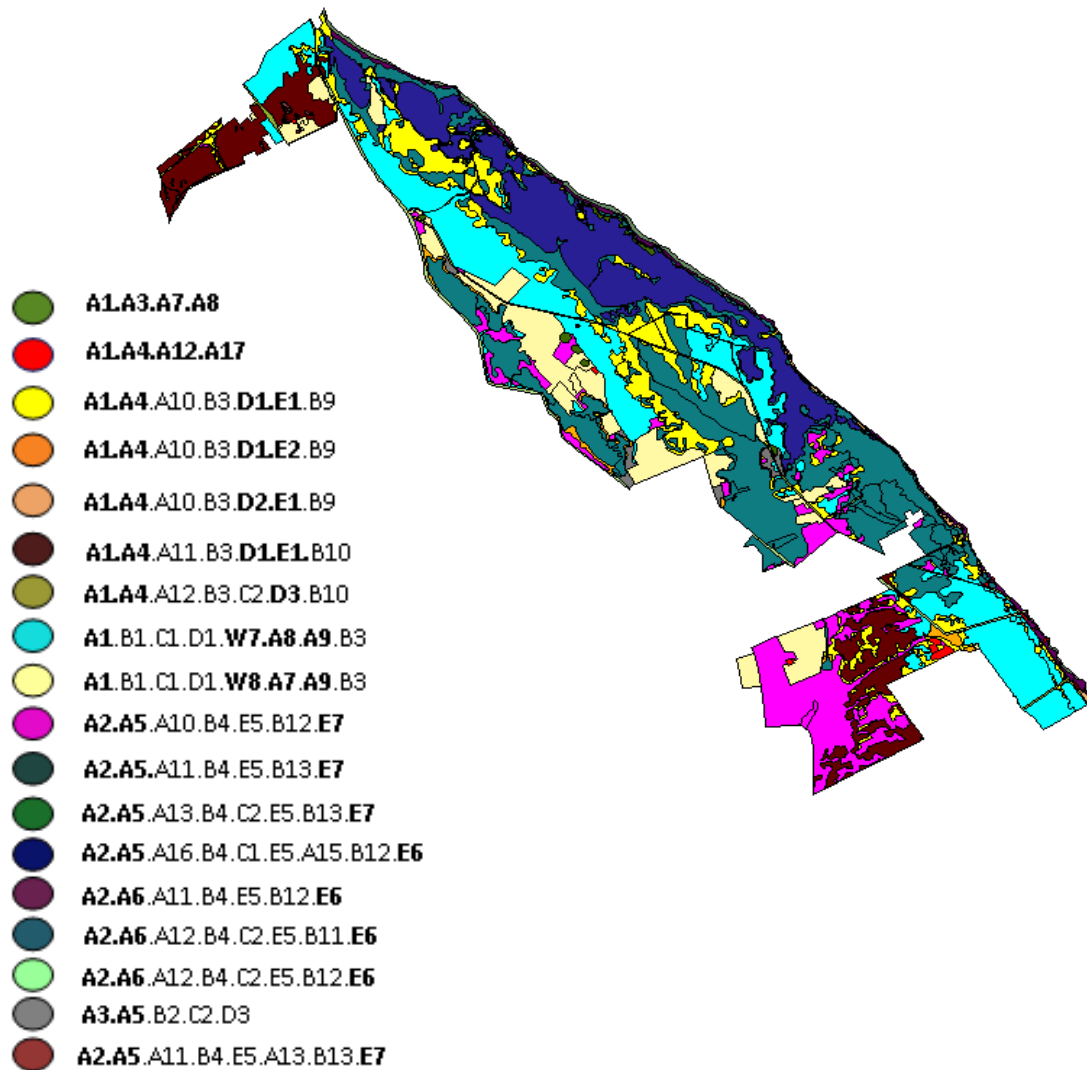 A1.A3.A7.A8
A1.A4.A12.A17
A1.A4.A10.B3.D1.E1.B9
A1.A4.A10.B3.D1.E2.B9
A1.A4.A10.B3.D2.E1.B9
A1.A4.A11.B3.D1.E1.B10
A1.A4.A12.B3.C2.D3.B10
A1.B1.C1.D1.W7.A8.A9.B3
A1.B1.C1.D1.W8.A7.A9.B3
A2.A5.A10.B4.E5.B12.E7
A2.A5.A11.B4.E5.B13.E7
A2.A5.A13.B4.C2.E5.B13.E7
A2.A5.A16.B4.C1.E5.A15.B12.E6
A2.A6.A11.B4.E5.B12.E6
A2.A6.A12.B4.C2.E5.B11.E6
A2.A6.A12.B4.C2.E5.B12.E6
A3.A5.B2.C2.D3
A2.A5.A11.B4.E5.A13.B13.E7